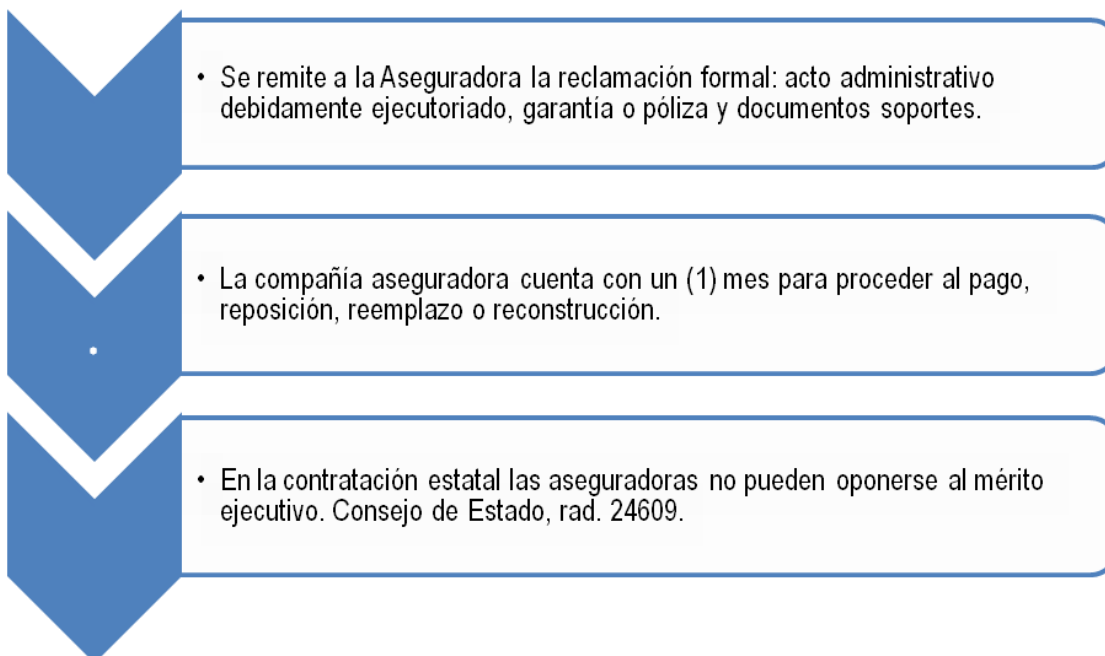 • Se remite a la Aseguradora la reclamación formal: acto administrativo
debidamente ejecutoriado, garantía o póliza y documentos soportes.
• La compañía aseguradora cuenta con un (1) mes para proceder al pago,
reposición, reemplazo o reconstrucción.
• En la contratación estatal las aseguradoras no pueden oponerse al mérito
ejecutivo. Consejo de Estado, rad. 24609.